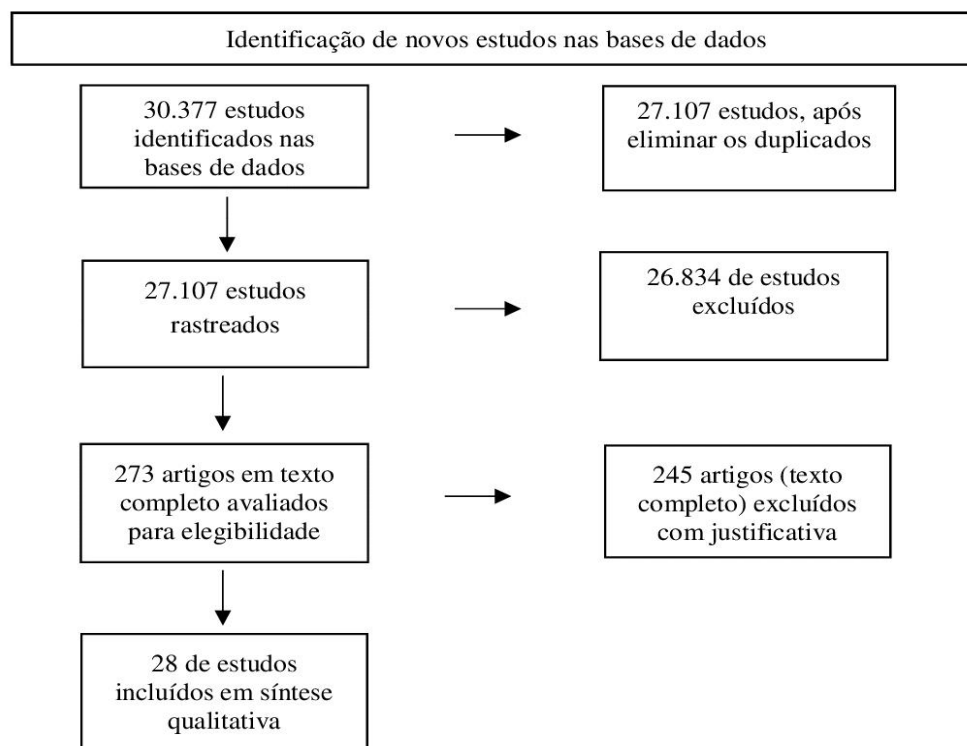 Identificação de novos estudos nas bases de dados
30.377 estudos
identificados nas
bases de dados
27.107 estudos, após
eliminar os duplicados
27.107 estudos
rastreados
26.834 de estudos
excluídos
273 artigos em texto
completo avaliados
para elegibilidade
245 artigos (texto
completo) excluídos
com justificativa
28 de estudos
incluídos em síntese
qualitativa